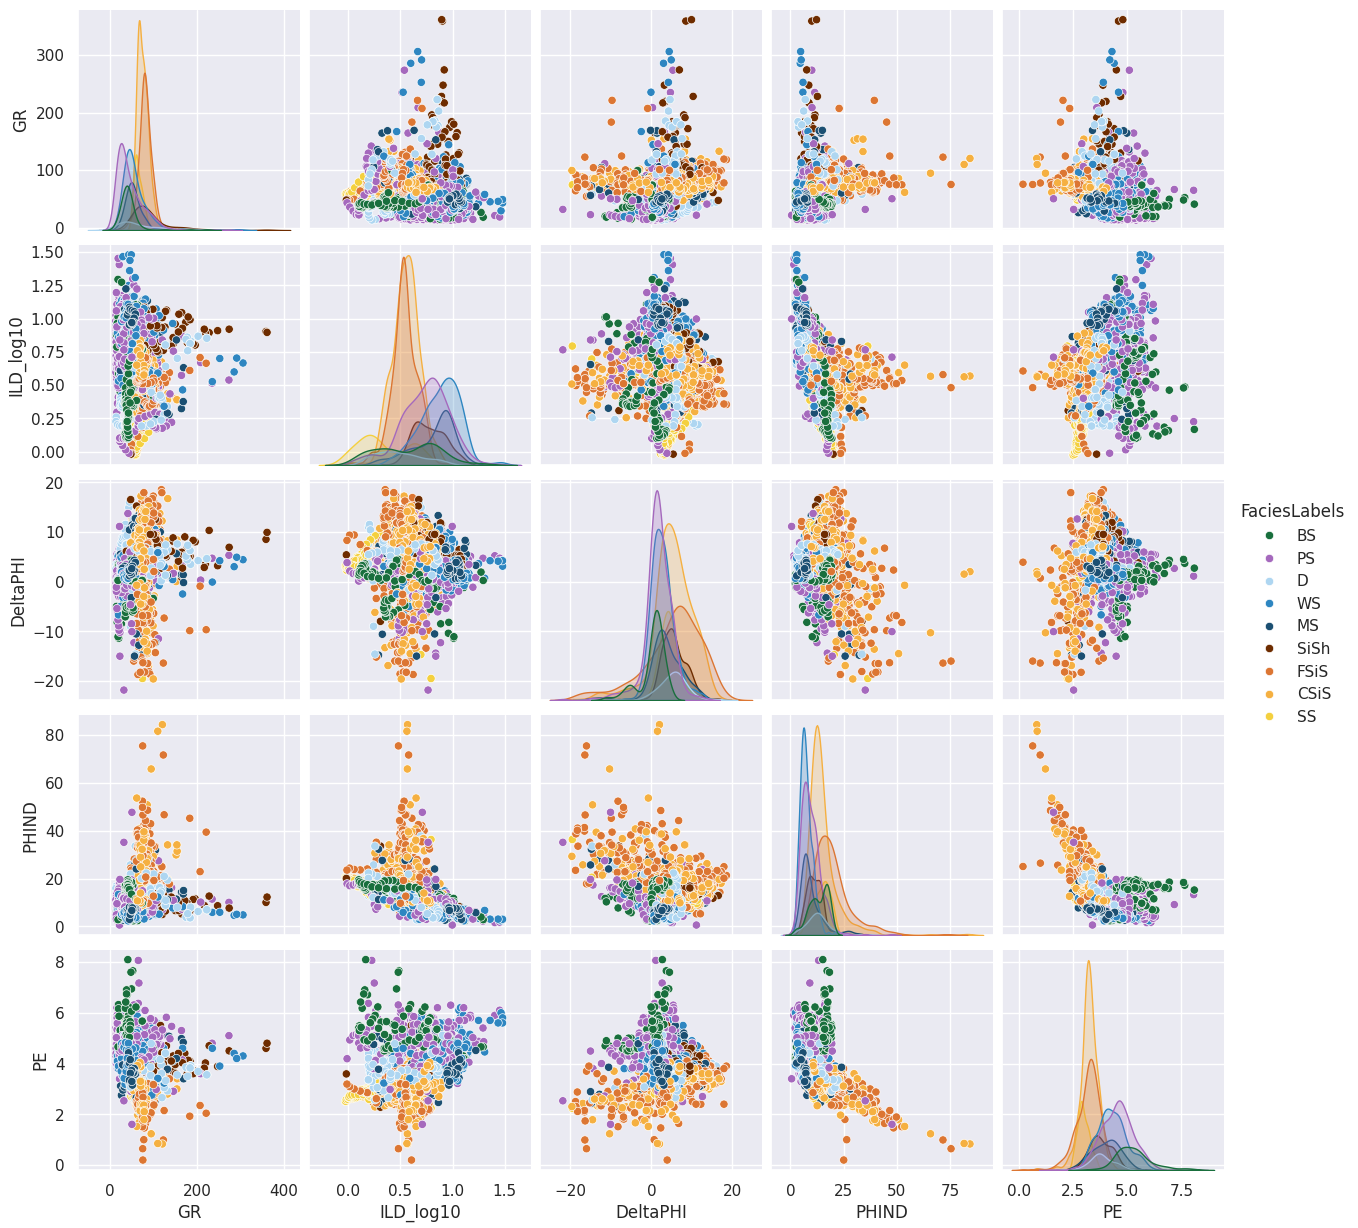 300
200
100
0
GR
1.50
1.25
1.00
0.75
0.50
0.25
0.00
ILD_log10
20
10
0
−10
−20
DeltaPHI
80
60
40
20
0
PHIND
8
6
4
2
0
PE
0 200 400
GR
0.0 0.5 1.0 1.5
ILD_log10
−20 0 20
DeltaPHI
0 25 50 75
PHIND
0.0 2.5 5.0 7.5
PE
FaciesLabels
BS
PS
D
WS
MS
SiSh
FSiS
CSiS
SS